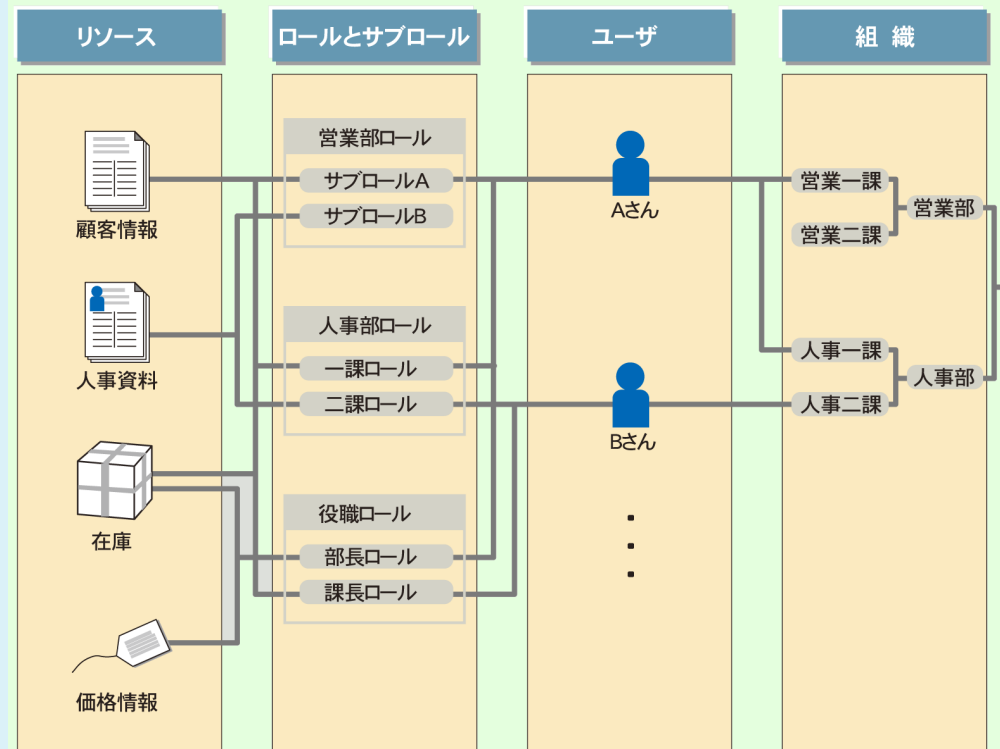 リソース
ロールとサブロール
ユーザ
組 織
顧客情報
人事資料
在庫
価格情報
営業部ロール
サブロールA
サブロールB
人事部ロール
一課ロール
二課ロール
役職ロール
部長ロール
課長ロール
Aさん
Bさん
営業一課
営業二課
営業部
人事一課
人事二課
人事部